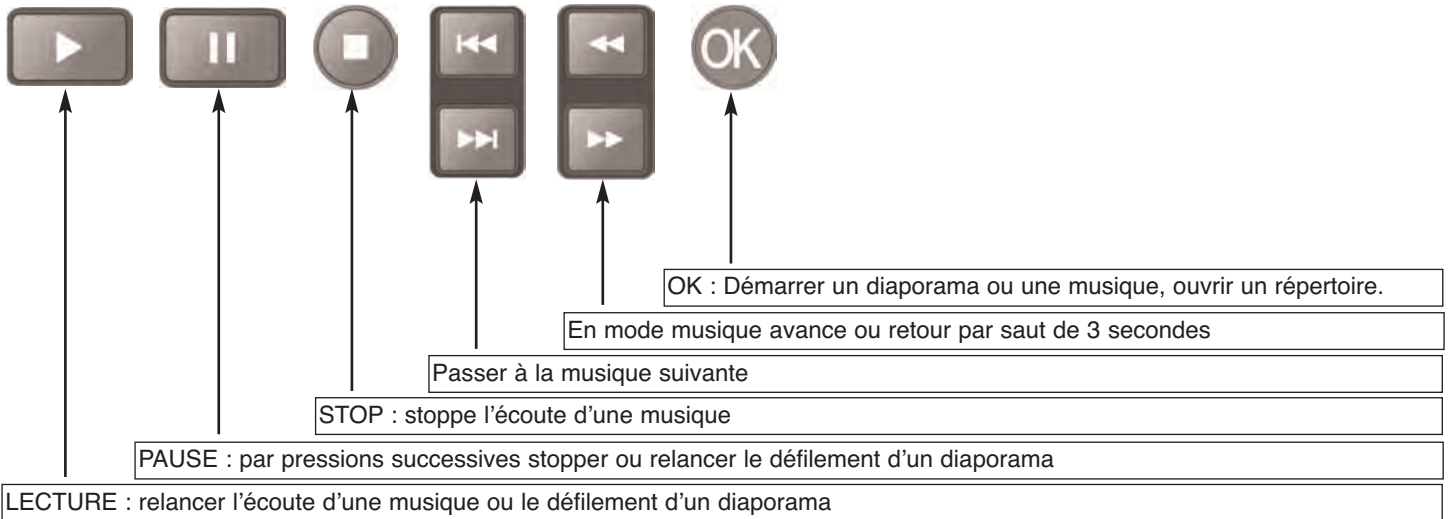 OK
OK : Démarrer un diaporama ou une musique, ouvrir un répertoire.
En mode musique avance ou retour par saut de 3 secondes
Passer à la musique suivante
STOP : stoppe l’écoute d’une musique
PAUSE : par pressions successives stopper ou relancer le défilement d’un diaporama
LECTURE : relancer l’écoute d’une musique ou le défilement d’un diaporama